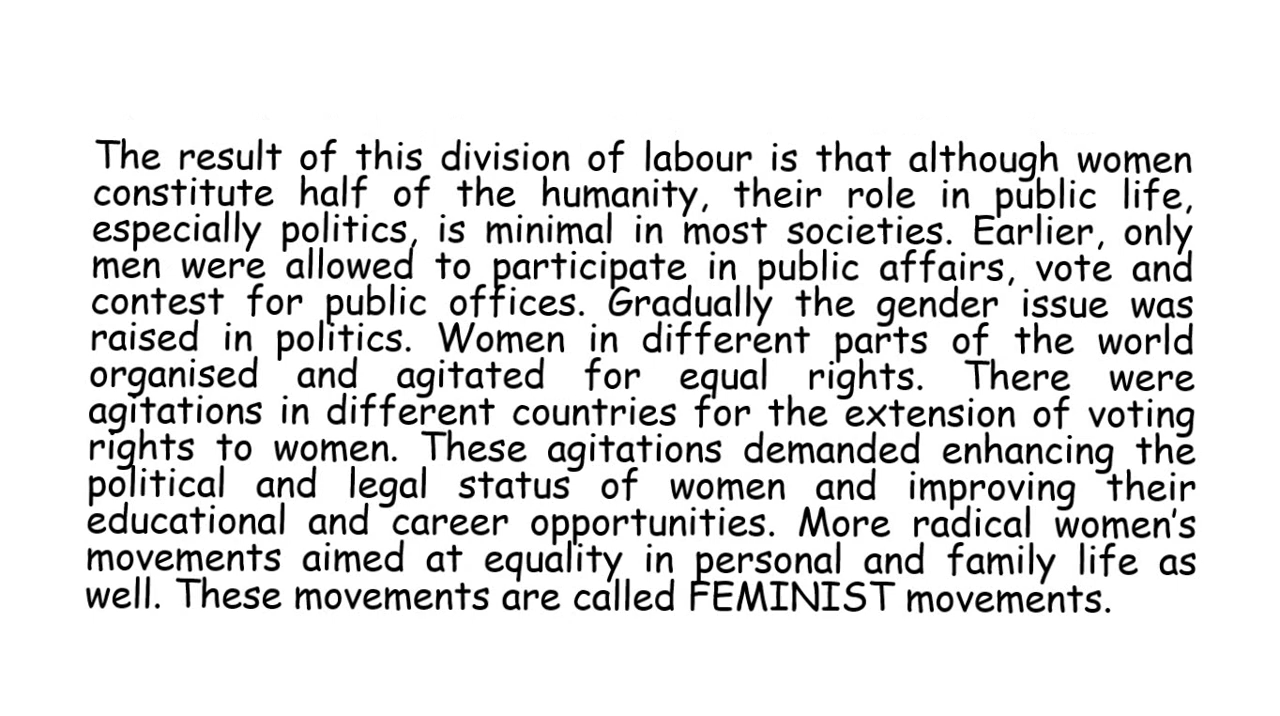 The result of this division of labour is that although women
constitute half of the humanity, their role in public life,
especially politics, is minimal in most societies. Earlier, only
men were allowed to participate in public affairs, vote and
contest for public offices. Gradually the gender issue was
raised in politics. Women in different parts of the world
organised and agitated for equal rights. There were
agitations in different countries for the extension of voting
rights to women. These agitations demanded enhancing the
political and legal status of women and improving their
educational and career opportunities. More radical women's
movements aimed at equality in personal and family life as
well. These movements are called FEMINIST movements.